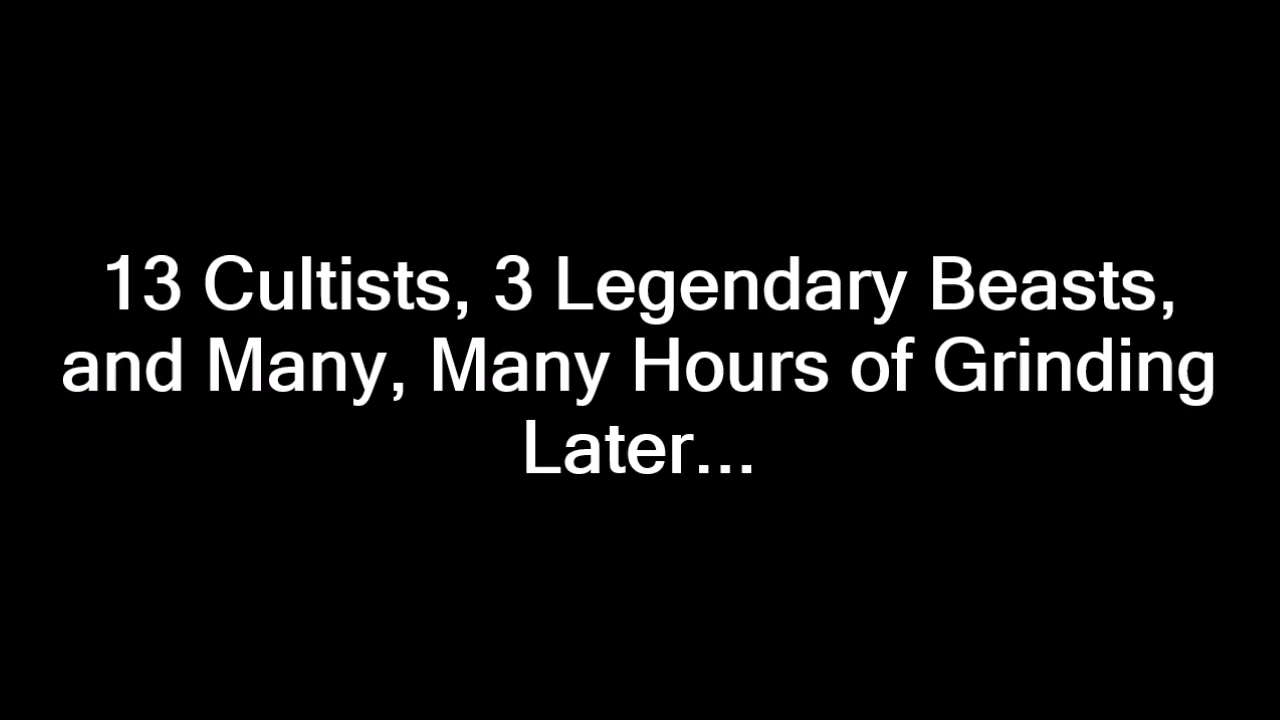 13 Cultists, 3 Legendary Beasts,
and Many, Many Hours of Grinding
Later...